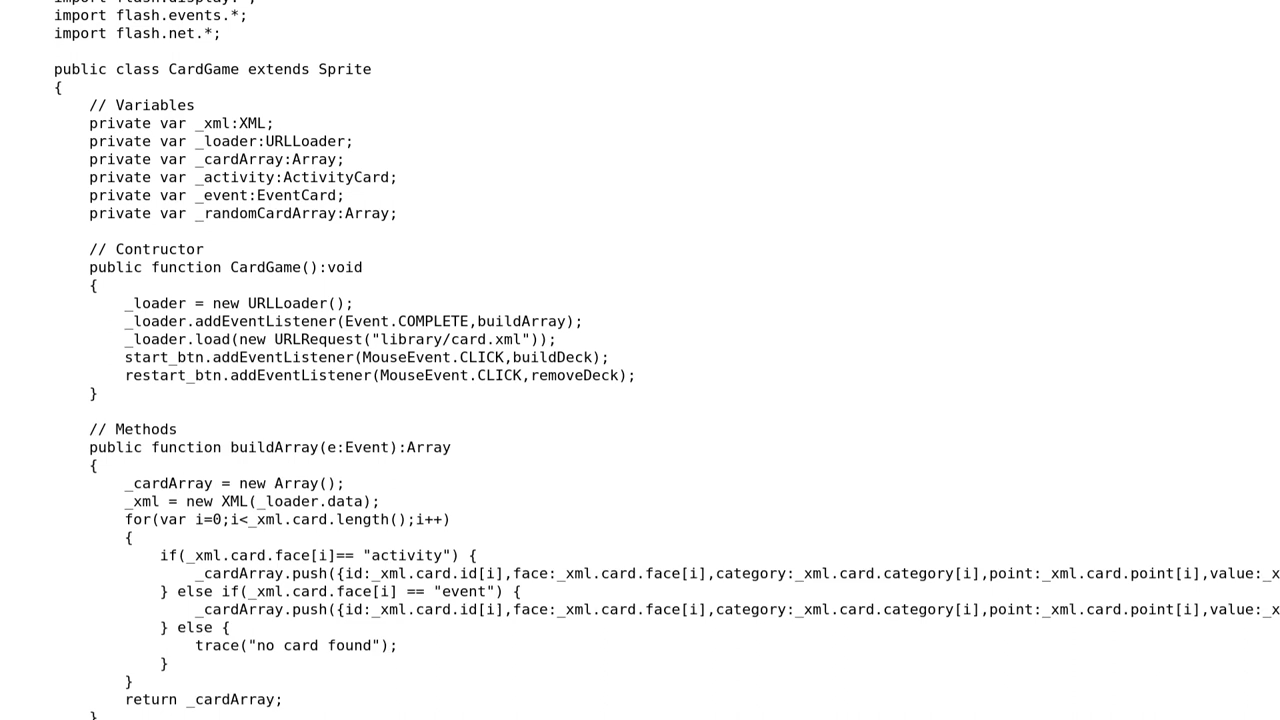 import flash.display.*;
import flash.events.*;
import flash.net.*;
public class CardGame extends Sprite
{
// Variables
private var _xml:XML;
private var _loader:URLLoader;
private var _cardArray:Array;
private var _activity:ActivityCard;
private var _event:EventCard;
private var _randomCardArray:Array;
// Contructor
public function CardGame():void
{
_loader = new URLLoader();
_loader.addEventListener(Event.COMPLETE,buildArray);
_loader.load(new URLRequest("library/card.xml"));
start_btn.addEventListener(MouseEvent.CLICK,buildDeck);
restart_btn.addEventListener(MouseEvent.CLICK,removeDeck);
}
// Methods
public function buildArray(e:Event):Array
{
_cardArray = new Array();
_xml = new XML(_loader.data);
for(var i=0;i<_xml.card.length();i++)
{
if(_xml.card.face[i]== "activity") {
_cardArray.push({id:_xml.card.id[i],face:_xml.card.face[i],category:_xml.card.category[i],point:_xml.card.point[i],value:_x
} else if(_xml.card.face[i] == "event") {
_cardArray.push({id:_xml.card.id[i],face:_xml.card.face[i],category:_xml.card.category[i],point:_xml.card.point[i],value:_x
} else {
trace("no card found");
}
}
return _cardArray;
}